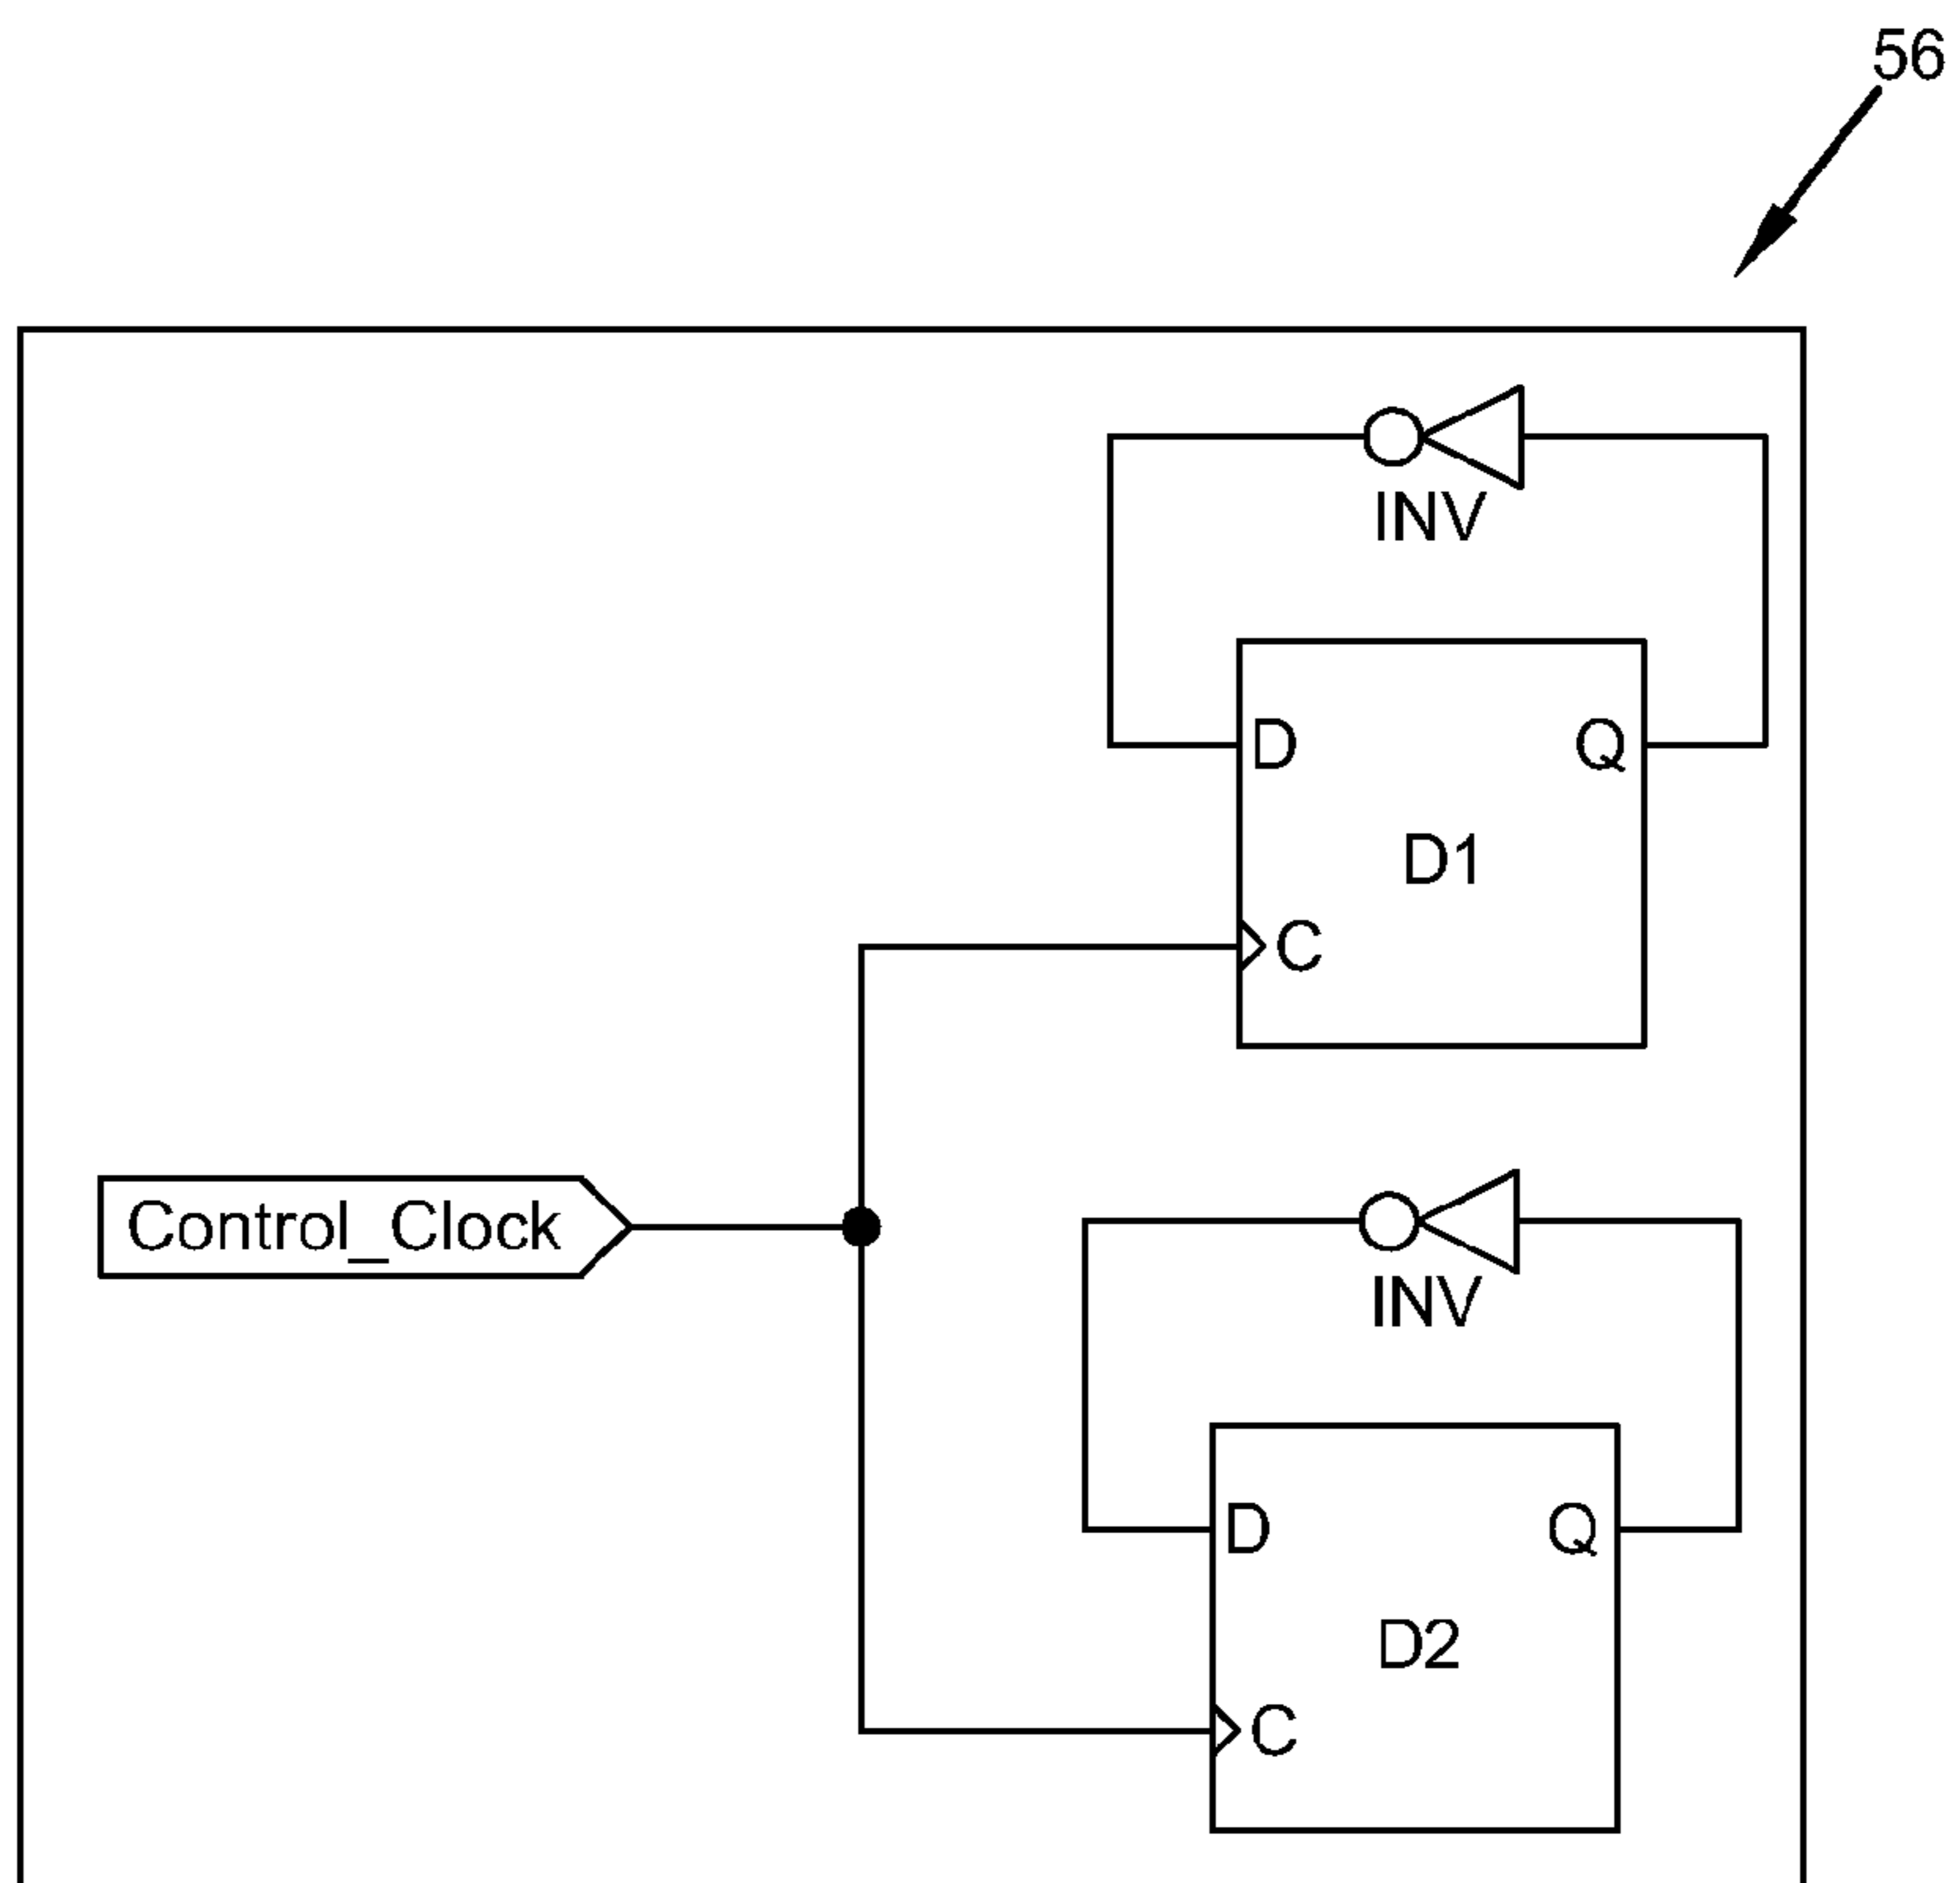 56
INV
D Q
D1
C
Control_Clock
INV
D Q
D2
C